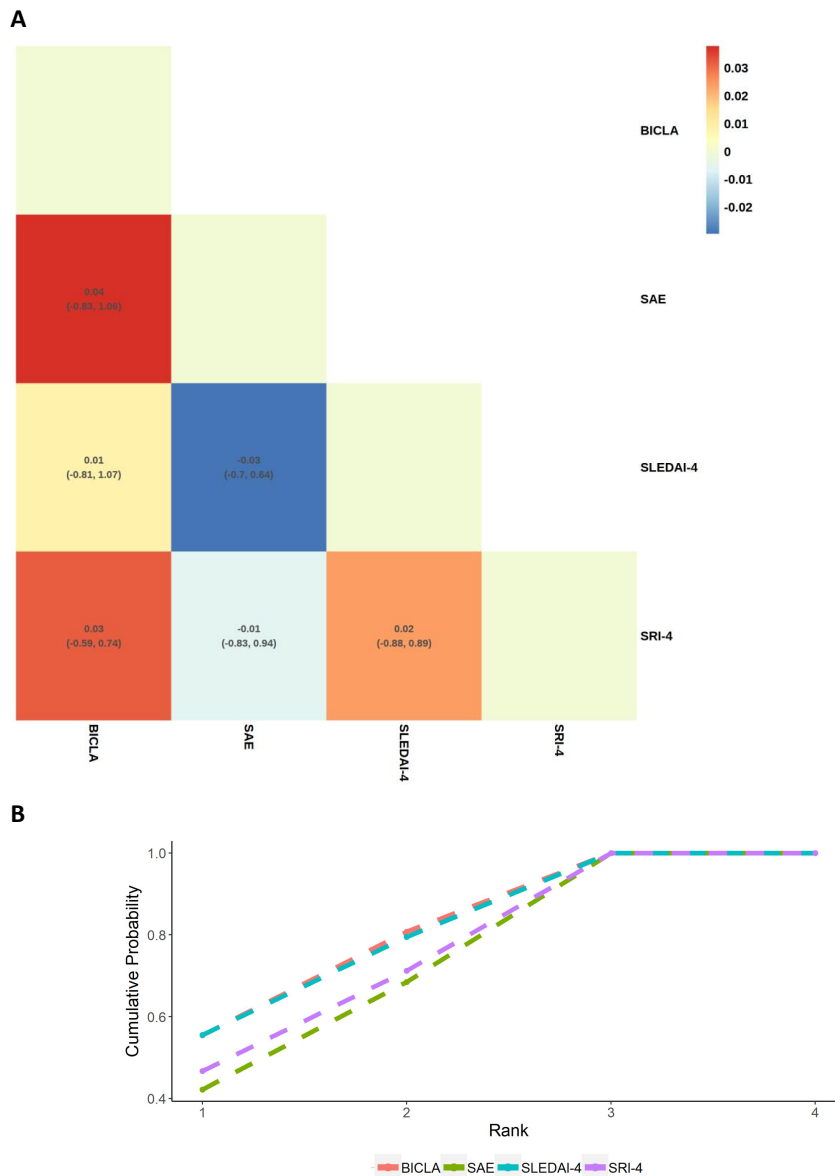 A
0.03
0.01
0
-0.01
-0.02
BICLA
SAE
SLEDAI-4
SRI-4
0.04
(-0.83, 1.06)
0.01
(-0.81, 1.07)
-0.03
(-0.7, 0.64)
0.03
(-0.59, 0.74)
-0.01
(-0.83, 0.94)
0.02
(-0.88, 0.89)
BICLA
SAE
SLEDAI-4
SRI-4
B
Cumulative Probability
1.0
0.8
0.6
0.4
1
2
3
4
Rank
BICLA SAE SLEDAI-4 SRI-4